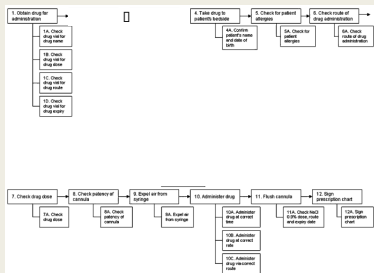 1. Obtain drug for
administration
1A. Check
drug vial for
drug name
1B. Check
drug vial for
drug dose
1C. Check
drug vial for
drug route
1D. Check
drug vial for
drug expiry
4. Take drug to
patient's bedside
4A. Confirm
patient's name
and date of
birth
5. Check for patient
allergies
5A. Check for
patient
allergies
6. Check route of
drug administration
6A. Check
route of drug
administration
7. Check drug dose
7A. Check
drug dose
8. Check patency of
cannula
8A. Check
patency of
cannula
9. Expel air from
syringe
9A. Expel air from
syringe
10. Administer drug
10A. Administer
drug at correct
time
10B. Administer
drug at correct
rate
10C. Administer
drug via correct
route
11. Flush cannula
11A. Check NaCl
0.9% dose, route
and expiry date
12. Sign
prescription chart
12A. Sign
prescription
chart